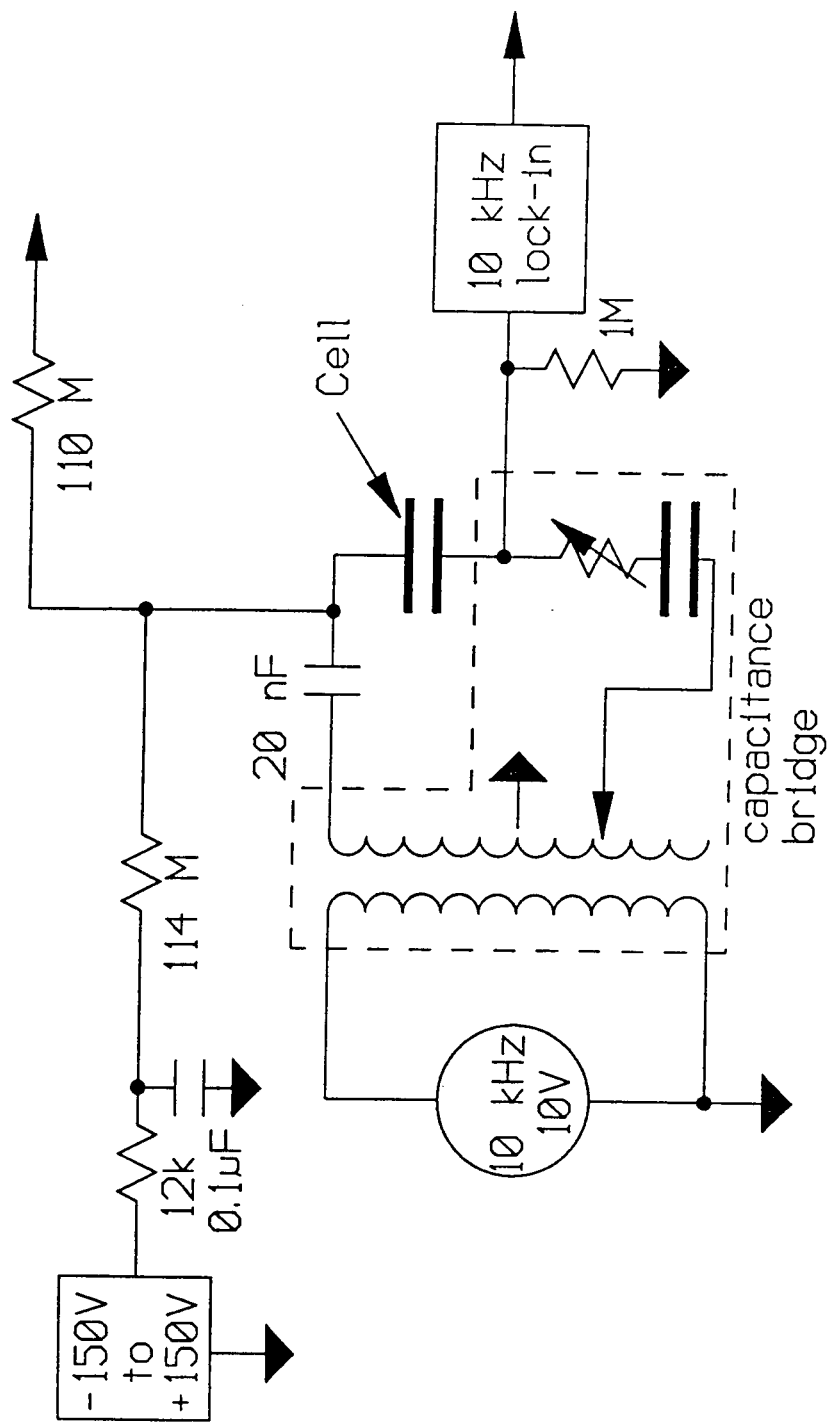 110 M
114 M
12k
0.1µF
-150V
to
+150V
20 nF
Cell
10 kHz
lock-in
1M
10 kHz
10V
capacitance
bridge